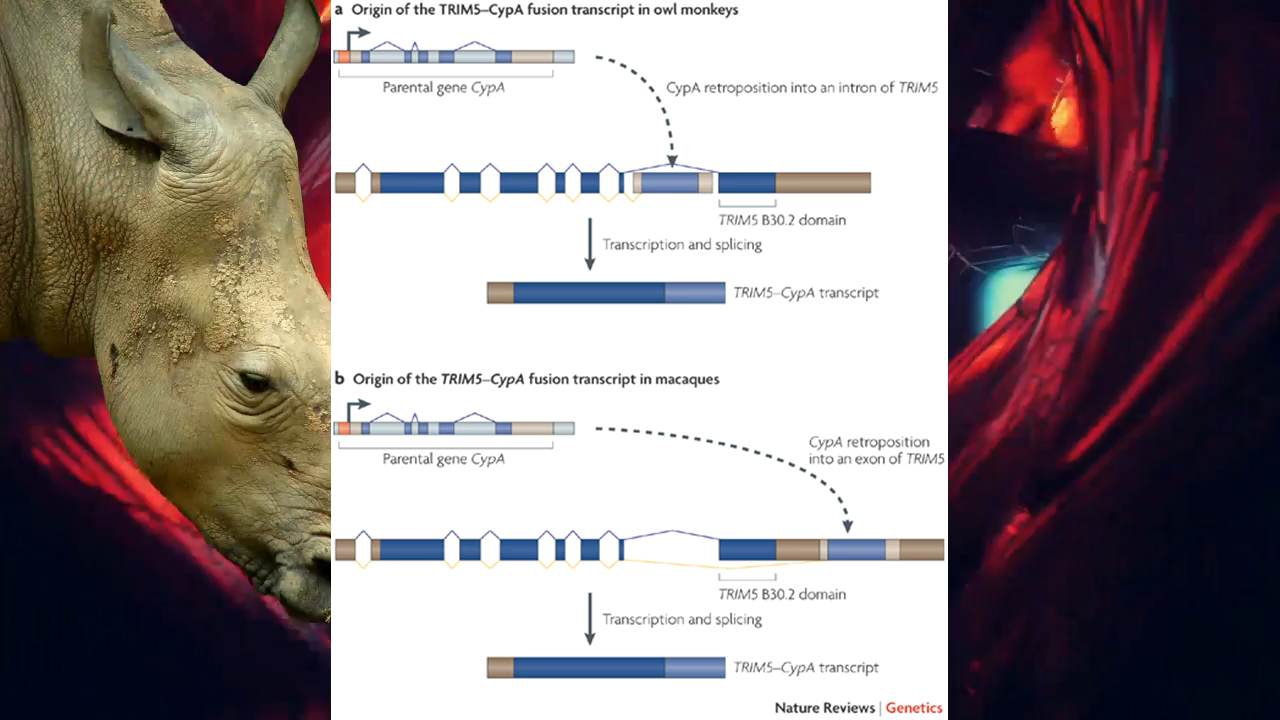 a Origin of the TRIM5–CypA fusion transcript in owl monkeys
Parental gene CypA
CypA retroposition into an intron of TRIM5
TRIM5 B30.2 domain
Transcription and splicing
TRIM5–CypA transcript
b Origin of the TRIM5–CypA fusion transcript in macaques
Parental gene CypA
CypA retroposition
into an exon of TRIM5
TRIM5 B30.2 domain
Transcription and splicing
TRIM5–CypA transcript
Nature Reviews | Genetics